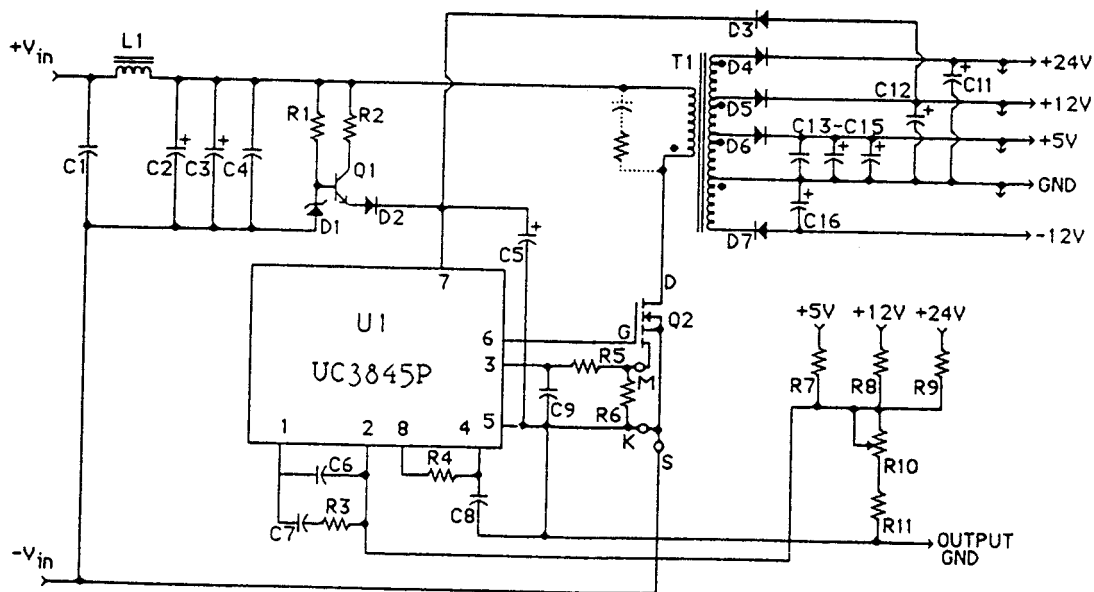 +Vin
L1
D3
T1
D4
+24V
C11
C12
D5
+12V
R1
R2
C13-C15
+5V
D6
C1
C2
C3
C4
Q1
GND
D1
D2
C16
D7
-12V
C5
7
D
U1
Q2
+5V
+12V
+24V
6
G
UC3845P
3
R5
M
R7
R8
R9
C9
R6
1
2
8
4
5
K
S
R4
C6
R10
C7
R3
C8
R11
OUTPUT
GND
-Vin